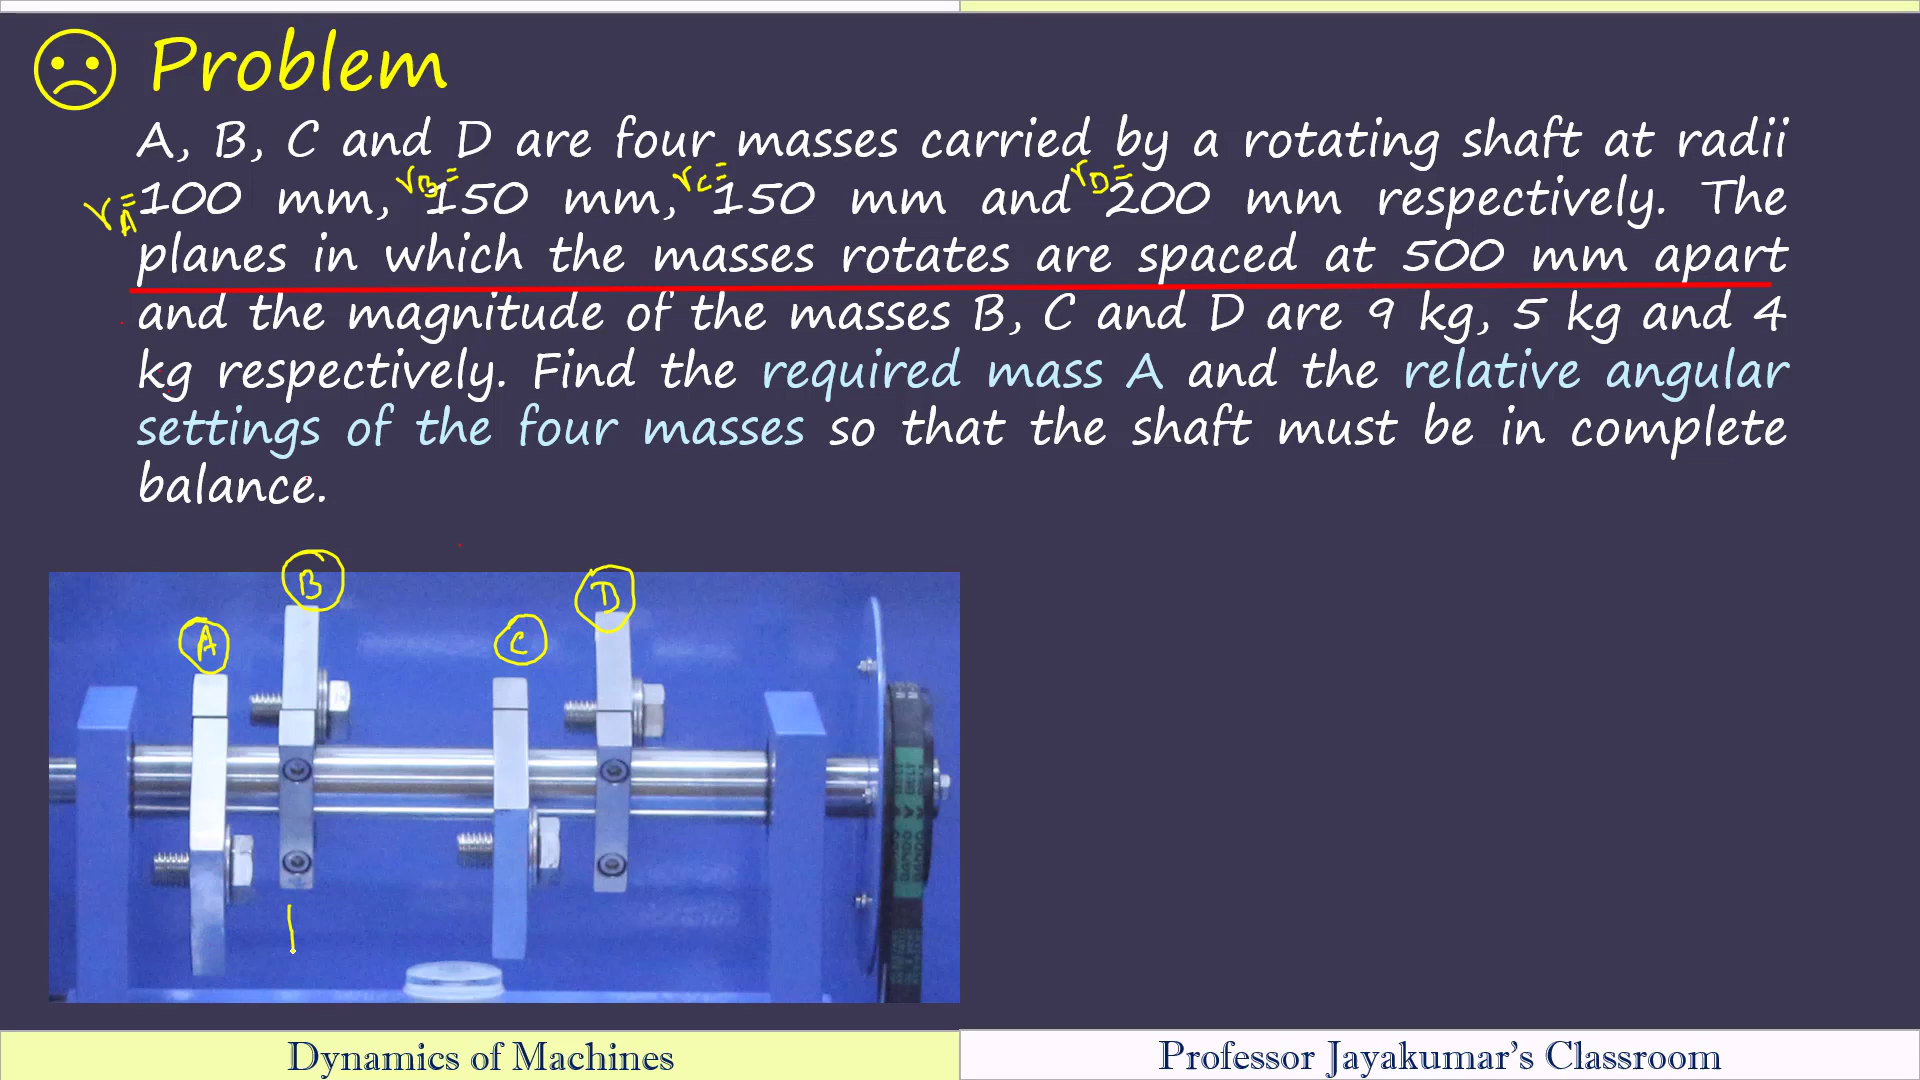 Problem
A, B, C and D are four masses carried by a rotating shaft at radii
rA= 100 mm, rB= 150 mm, rC= 150 mm and rD= 200 mm respectively. The
planes in which the masses rotates are spaced at 500 mm apart
and the magnitude of the masses B, C and D are 9 kg, 5 kg and 4
kg respectively. Find the required mass A and the relative angular
settings of the four masses so that the shaft must be in complete
balance.
A B C D
Dynamics of Machines
Professor Jayakumar's Classroom